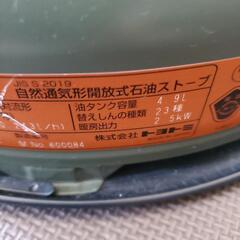 JIS S 2019
自然通気形開放式石油ストーブ
油タンク容量 4.9L
替えしんの種類 23種
暖房出力 2.5kW
株式会社 トヨトミ
M No 600084